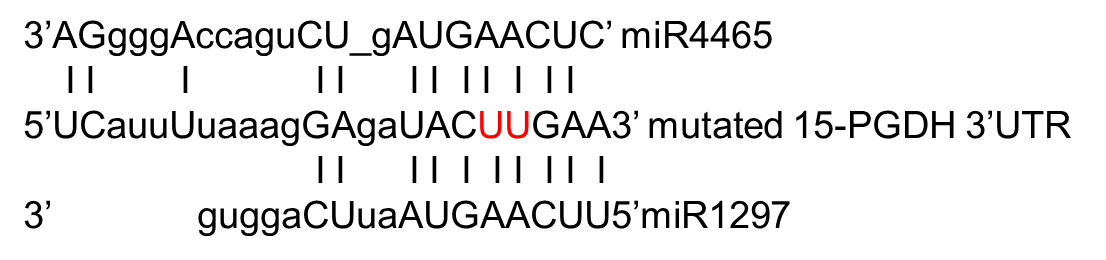 3’AGgggAccaguCU_gAUGAACUC’ miR4465
5’UCauuUuaaagGAgaUACUUGAA3’ mutated 15-PGDH 3’UTR
3’ guggaCUuaAUGAACUU5’miR1297